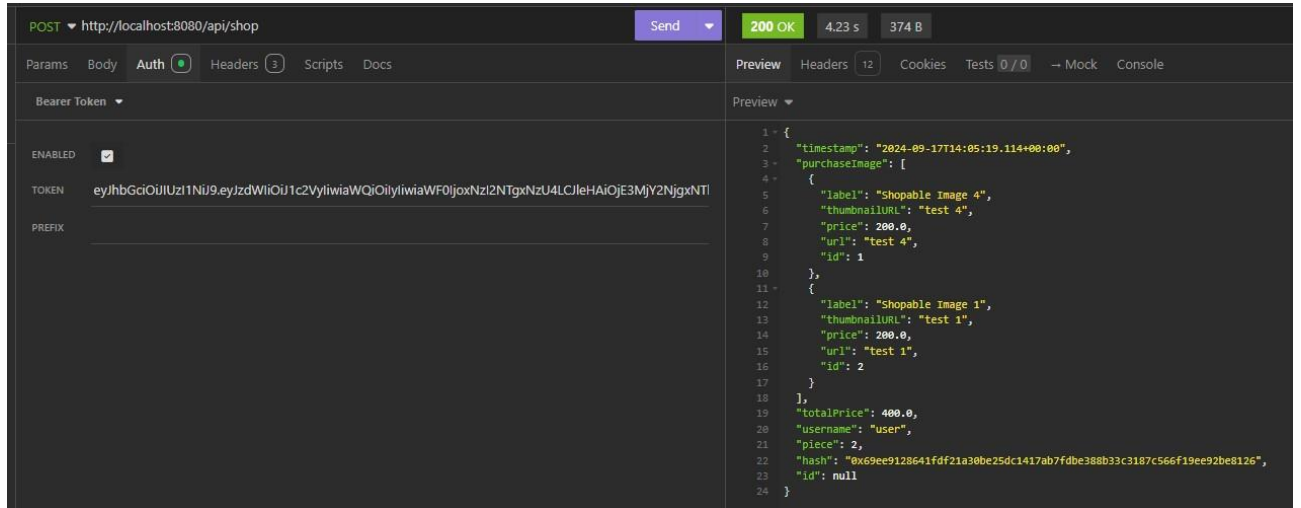 POST http://localhost:8080/api/shop Send
Params Body Auth Headers 3 Scripts Docs
Bearer Token
ENABLED
TOKEN eyJhbGciOiJIUzI1NiJ9.eyJzdWIiOiJ1c2VyIiwiaWQiOiIyIiwiaWF0IjoxNzI2NTgxNzU4LCJleHAiOjE3MjY2NjgxNTl
PREFIX
200 OK 4.23 s 374 B
Preview Headers 12 Cookies Tests 0 / 0 → Mock Console
Preview
1 {
2 "timestamp": "2024-09-17T14:05:19.114+00:00",
3 "purchaseImage": [
4 {
5 "label": "Shopable Image 4",
6 "thumbnailURL": "test 4",
7 "price": 200.0,
8 "url": "test 4",
9 "id": 1
10 },
11 {
12 "label": "Shopable Image 1",
13 "thumbnailURL": "test 1",
14 "price": 200.0,
15 "url": "test 1",
16 "id": 2
17 }
18 ],
19 "totalPrice": 400.0,
20 "username": "user",
21 "piece": 2,
22 "hash": "0x69ee9128641fdf21a30be25dc1417ab7fdbe388b33c3187c566f19ee92be8126",
23 "id": null
24 }